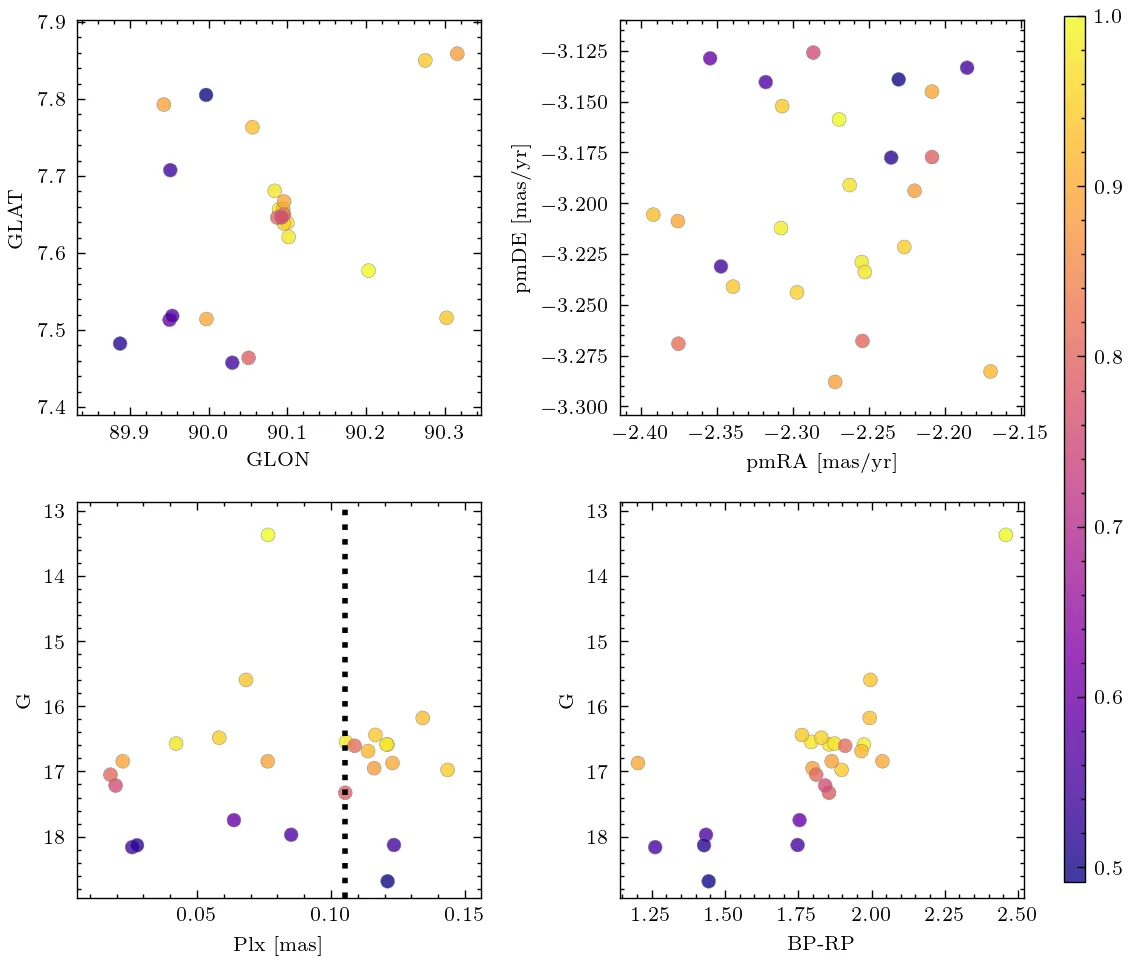 7.9
7.8
7.7
7.6
7.5
7.4
GLAT
89.9 90.0 90.1 90.2 90.3
GLON
−3.125
−3.150
−3.175
−3.200
−3.225
−3.250
−3.275
−3.300
pmDE [mas/yr]
−2.40 −2.35 −2.30 −2.25 −2.20 −2.15
pmRA [mas/yr]
13
14
15
16
17
18
G
0.05 0.10 0.15
Plx [mas]
13
14
15
16
17
18
G
1.25 1.50 1.75 2.00 2.25 2.50
BP-RP
1.0
0.9
0.8
0.7
0.6
0.5